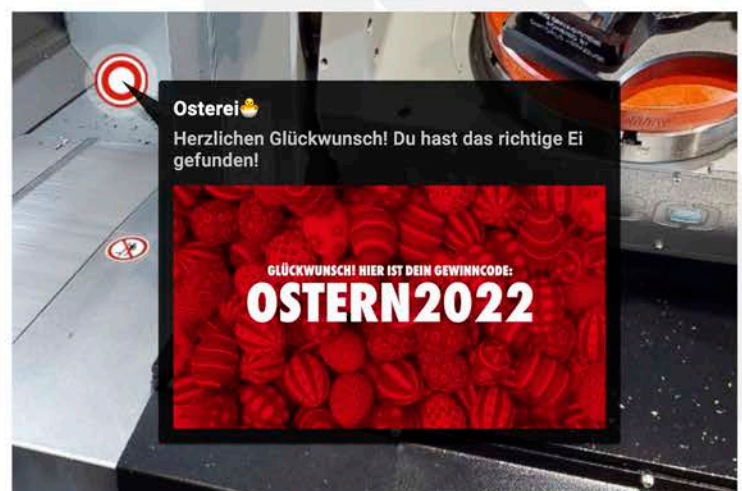 Osterei🐣
Herzlichen Glückwunsch! Du hast das richtige Ei
gefunden!
GLÜCKWUNSCH! HIER IST DEIN GEWINNCODE:
OSTERN2022